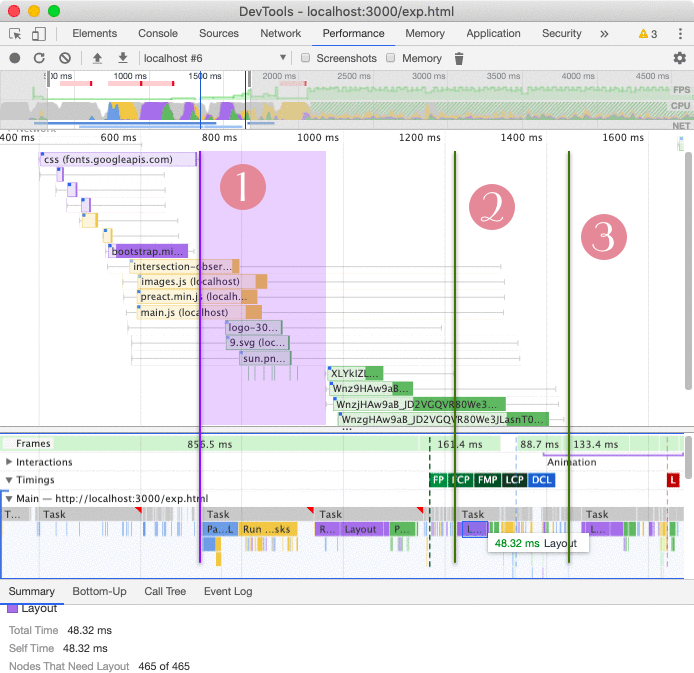 DevTools - localhost:3000/exp.html
Elements Console Sources Network Performance Memory Application Security » 3
localhost #6 Screenshots Memory
500 ms 1000 ms 1500 ms 2000 ms 2500 ms 3000 ms 3500 ms 4000 ms 4500 ms
FPS
CPU
NET
Network
400 ms 600 ms 800 ms 1000 ms 1200 ms 1400 ms 1600 ms
css (fonts.googleapis.com)
1
2
3
bootstrap.mi...
intersection-obser...
images.js (localhost)
preact.min.js (localh...
main.js (localhost)
logo-30...
9.svg (loc...
sun.pn...
XLYkIZL...
Wnz9HAw9aB...
WnzjHAw9aB_JD2VGQVR80We3...
WnzgHAw9aB_JD2VGQVR80We3JLasnT0...
...
Frames 856.5 ms 161.4 ms 88.7 ms 133.4 ms
Interactions Animation
Timings FP FCP FMP LCP DCL L
Main — http://localhost:3000/exp.html
T... Task Task Task Task Task
Pa...L Run ...sks R... Layout P... L... L...
48.32 ms Layout
Summary Bottom-Up Call Tree Event Log
Layout
Total Time 48.32 ms
Self Time 48.32 ms
Nodes That Need Layout 465 of 465